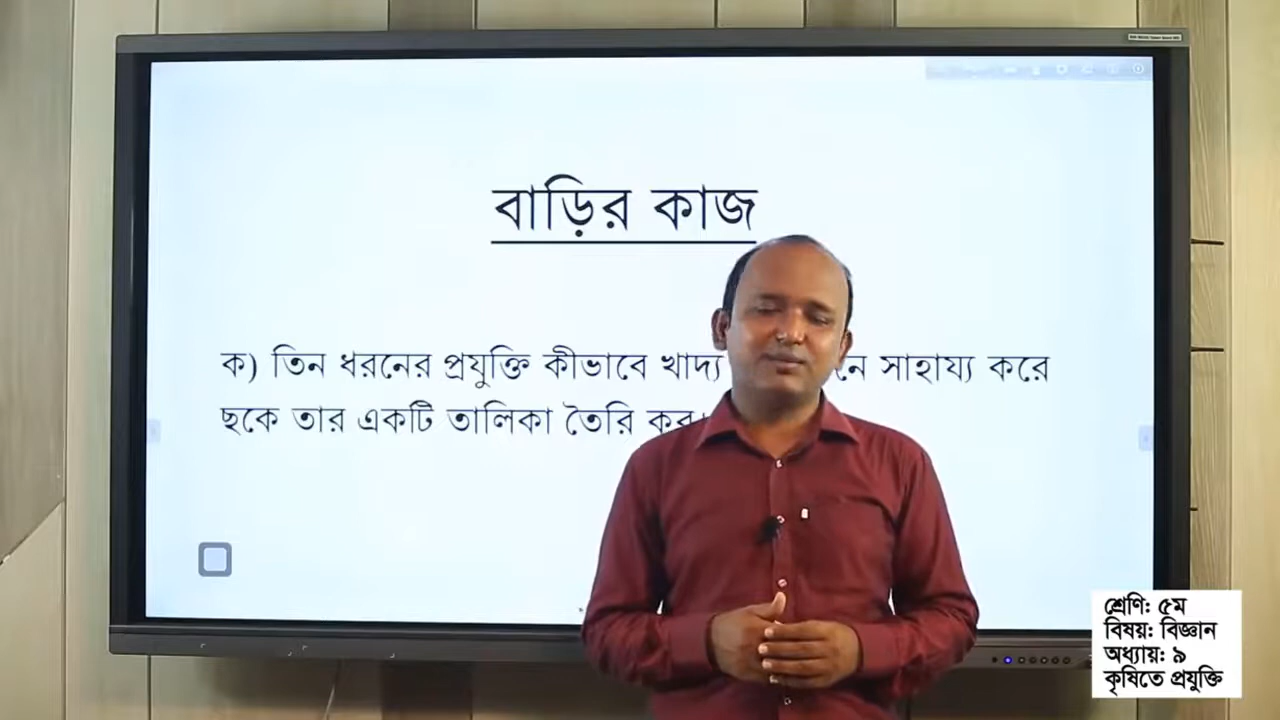 বাড়ির কাজ
ক) তিন ধরনের প্রযুক্তি কীভাবে খাদ্য সাহায্য করে
ছকে তার একটি তালিকা তৈরি কর।
শ্রেণি: ৫ম
বিষয়: বিজ্ঞান
অধ্যায়: ৯
কৃষিতে প্রযুক্তি